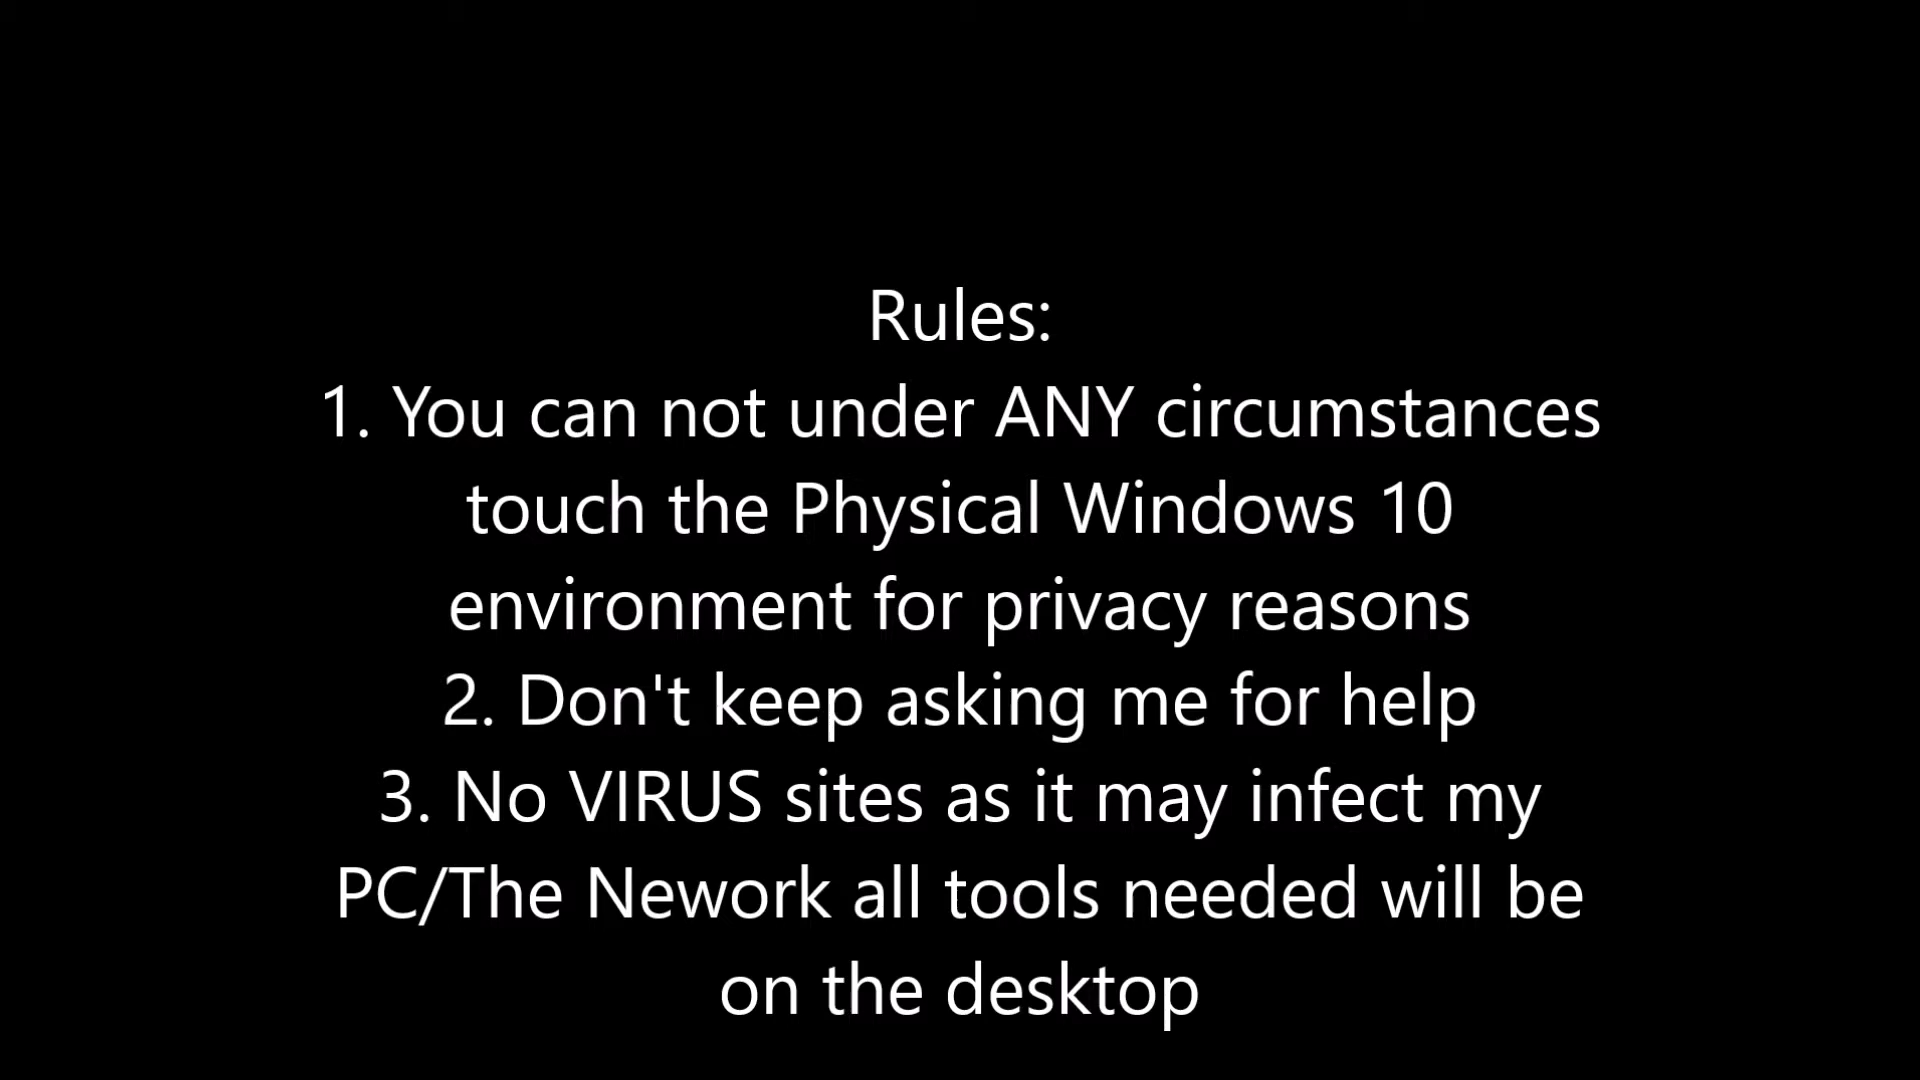 Rules:
1. You can not under ANY circumstances
touch the Physical Windows 10
environment for privacy reasons
2. Don't keep asking me for help
3. No VIRUS sites as it may infect my
PC/The Nework all tools needed will be
on the desktop